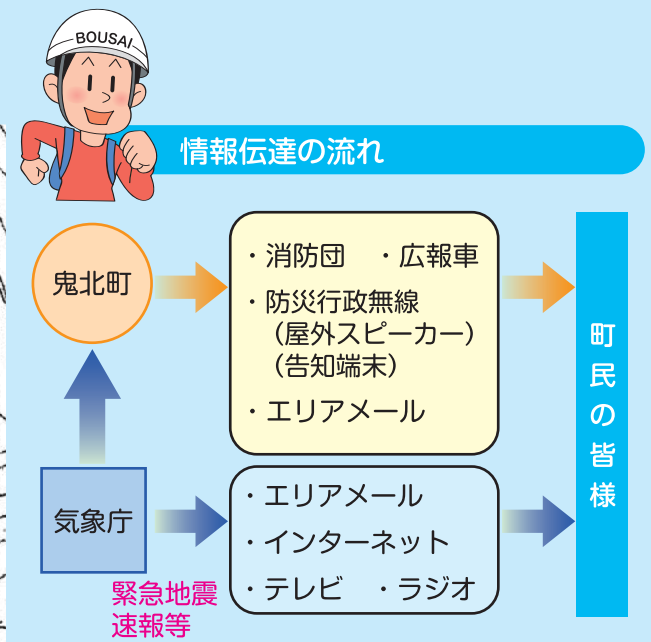 BOUSAI
情報伝達の流れ
鬼北町
・消防団　・広報車
・防災行政無線
（屋外スピーカー）
（告知端末）
・エリアメール
町民の皆様
気象庁
緊急地震
速報等
・エリアメール
・インターネット
・テレビ　・ラジオ